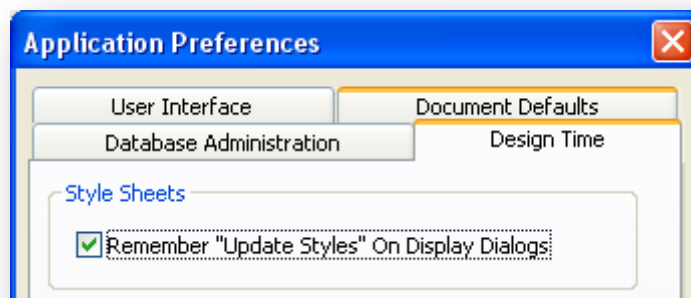 Application Preferences
User Interface
Document Defaults
Database Administration
Design Time
Style Sheets
Remember "Update Styles" On Display Dialogs